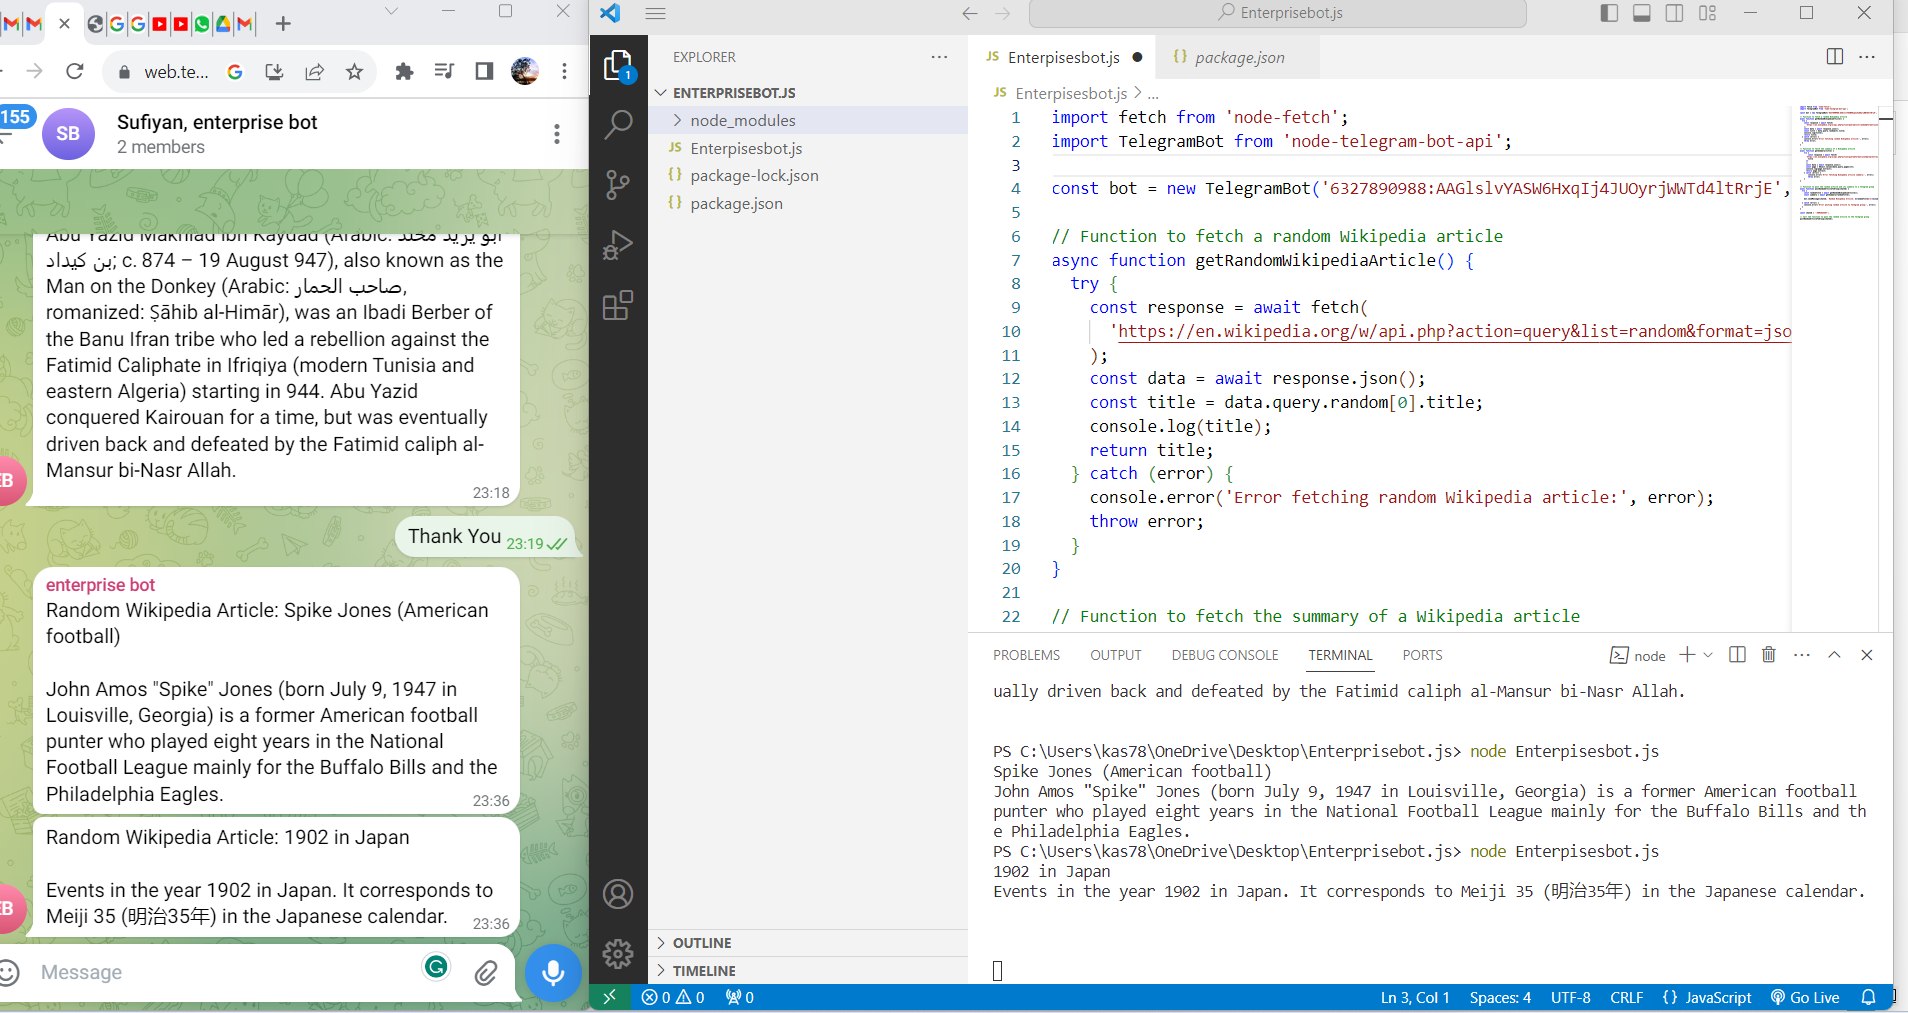 web.te...
155
SB
Sufiyan, enterprise bot
2 members
Abu Yazid Makhlad ibn Kaydad (Arabic: أبو يزيد مخلد
بن كيداد; c. 874 – 19 August 947), also known as the
Man on the Donkey (Arabic: صاحب الحمار,
romanized: Ṣāhib al-Himār), was an Ibadi Berber of
the Banu Ifran tribe who led a rebellion against the
Fatimid Caliphate in Ifriqiya (modern Tunisia and
eastern Algeria) starting in 944. Abu Yazid
conquered Kairouan for a time, but was eventually
driven back and defeated by the Fatimid caliph al-
Mansur bi-Nasr Allah.
23:18
EB
Thank You 23:19
enterprise bot
Random Wikipedia Article: Spike Jones (American
football)
John Amos "Spike" Jones (born July 9, 1947 in
Louisville, Georgia) is a former American football
punter who played eight years in the National
Football League mainly for the Buffalo Bills and the
Philadelphia Eagles.
23:36
Random Wikipedia Article: 1902 in Japan
Events in the year 1902 in Japan. It corresponds to
Meiji 35 (明治35年) in the Japanese calendar.
23:36
EB
Message
Enterprisebot.js
EXPLORER
1
ENTERPRISEBOT.JS
node_modules
JS Enterpisesbot.js
{} package-lock.json
{} package.json
OUTLINE
TIMELINE
JS Enterpisesbot.js
{} package.json
JS Enterpisesbot.js > ...
1 import fetch from 'node-fetch';
2 import TelegramBot from 'node-telegram-bot-api';
3
4 const bot = new TelegramBot('6327890988:AAGlslvYASW6HxqIj4JUOyrjWWTd4ltRrjE',
5
6 // Function to fetch a random Wikipedia article
7 async function getRandomWikipediaArticle() {
8 try {
9 const response = await fetch(
10 'https://en.wikipedia.org/w/api.php?action=query&list=random&format=jso
11 );
12 const data = await response.json();
13 const title = data.query.random[0].title;
14 console.log(title);
15 return title;
16 } catch (error) {
17 console.error('Error fetching random Wikipedia article:', error);
18 throw error;
19 }
20 }
21
22 // Function to fetch the summary of a Wikipedia article
PROBLEMS OUTPUT DEBUG CONSOLE TERMINAL PORTS
node
ually driven back and defeated by the Fatimid caliph al-Mansur bi-Nasr Allah.
PS C:\Users\kas78\OneDrive\Desktop\Enterprisebot.js> node Enterpisesbot.js
Spike Jones (American football)
John Amos "Spike" Jones (born July 9, 1947 in Louisville, Georgia) is a former American football
punter who played eight years in the National Football League mainly for the Buffalo Bills and th
e Philadelphia Eagles.
PS C:\Users\kas78\OneDrive\Desktop\Enterprisebot.js> node Enterpisesbot.js
1902 in Japan
Events in the year 1902 in Japan. It corresponds to Meiji 35 (明治35年) in the Japanese calendar.
0 0 0
Ln 3, Col 1 Spaces: 4 UTF-8 CRLF {} JavaScript Go Live